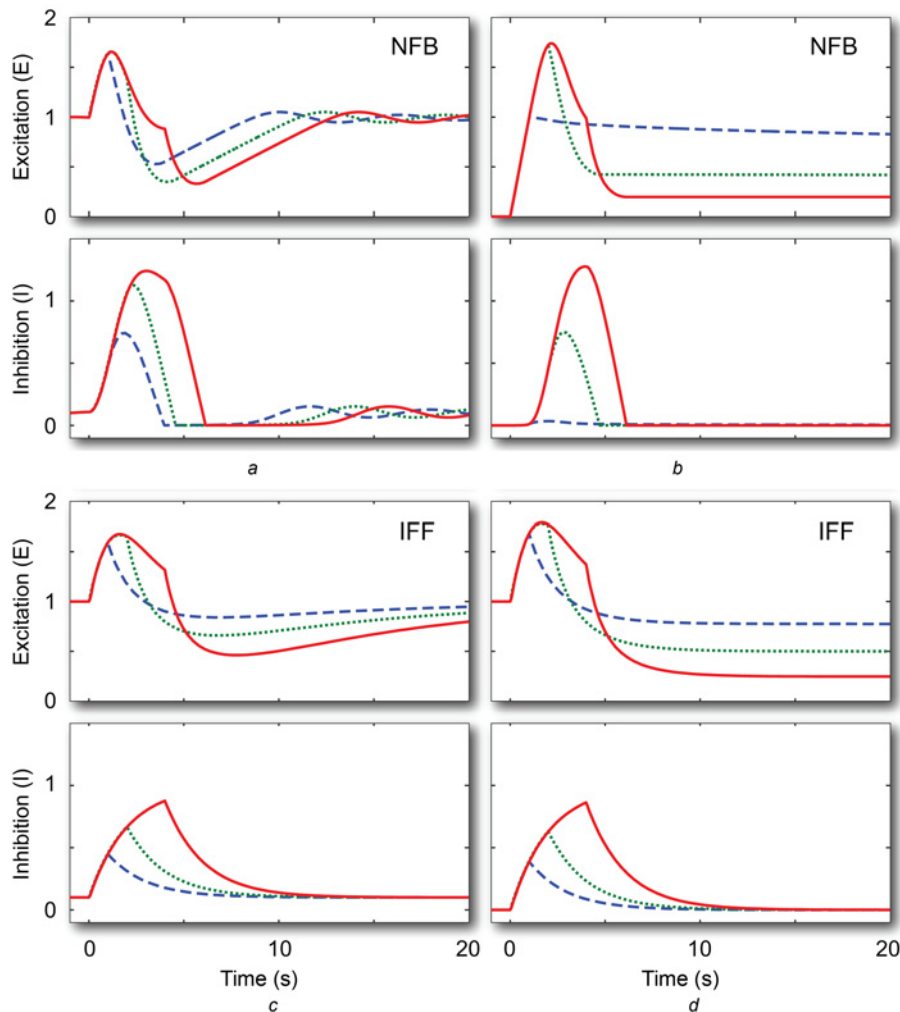 2
NFB
NFB
Excitation (E)
1
0
Inhibition (I)
1
0
a
b
2
IFF
IFF
Excitation (E)
1
0
Inhibition (I)
1
0
0
10
20
0
10
20
Time (s)
Time (s)
c
d